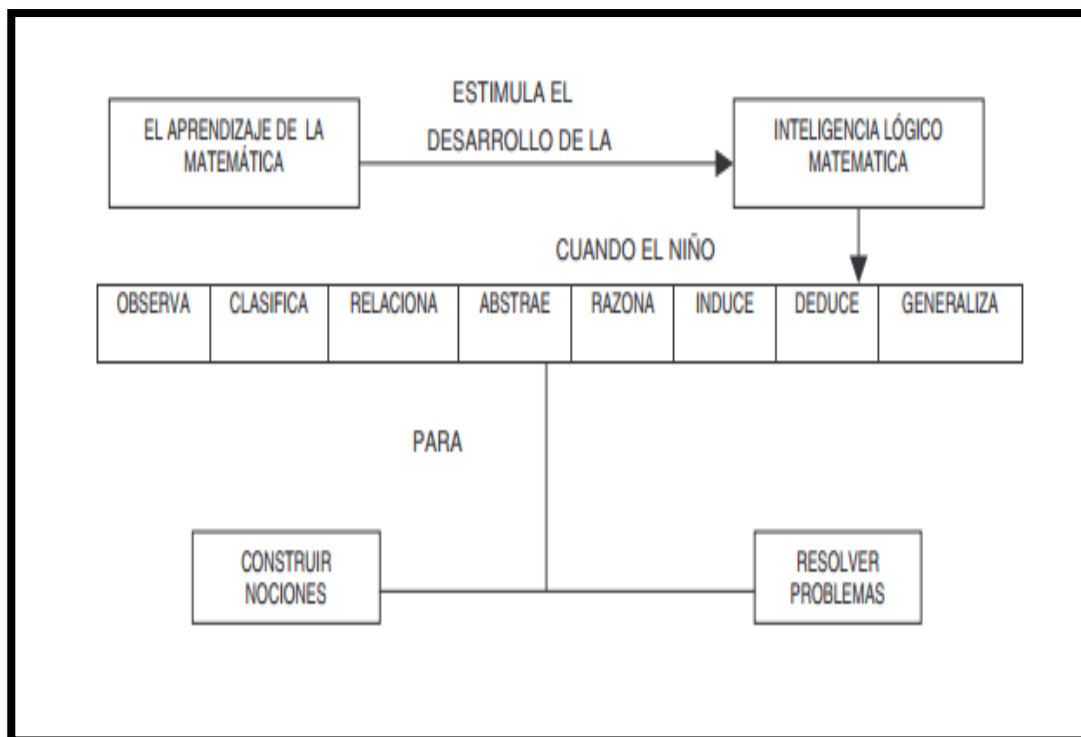 ESTIMULA EL
DESARROLLO DE LA
EL APRENDIZAJE DE LA
MATEMÁTICA
INTELIGENCIA LÓGICO
MATEMATICA
CUANDO EL NIÑO
OBSERVA CLASIFICA RELACIONA ABSTRAE RAZONA INDUCE DEDUCE GENERALIZA
PARA
CONSTRUIR
NOCIONES
RESOLVER
PROBLEMAS